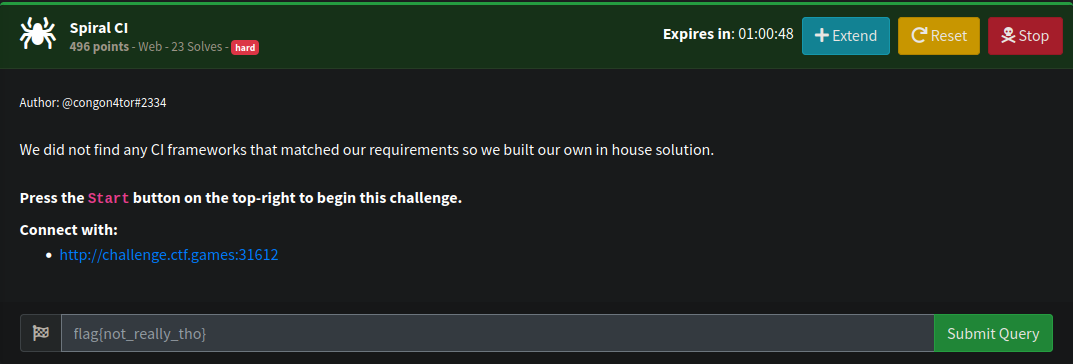 Spiral CI
496 points - Web - 23 Solves - hard
Expires in: 01:00:48
Extend
Reset
Stop
Author: @congon4tor#2334
We did not find any CI frameworks that matched our requirements so we built our own in house solution.
Press the Start button on the top-right to begin this challenge.
Connect with:
http://challenge.ctf.games:31612
flag{not_really_tho}
Submit Query